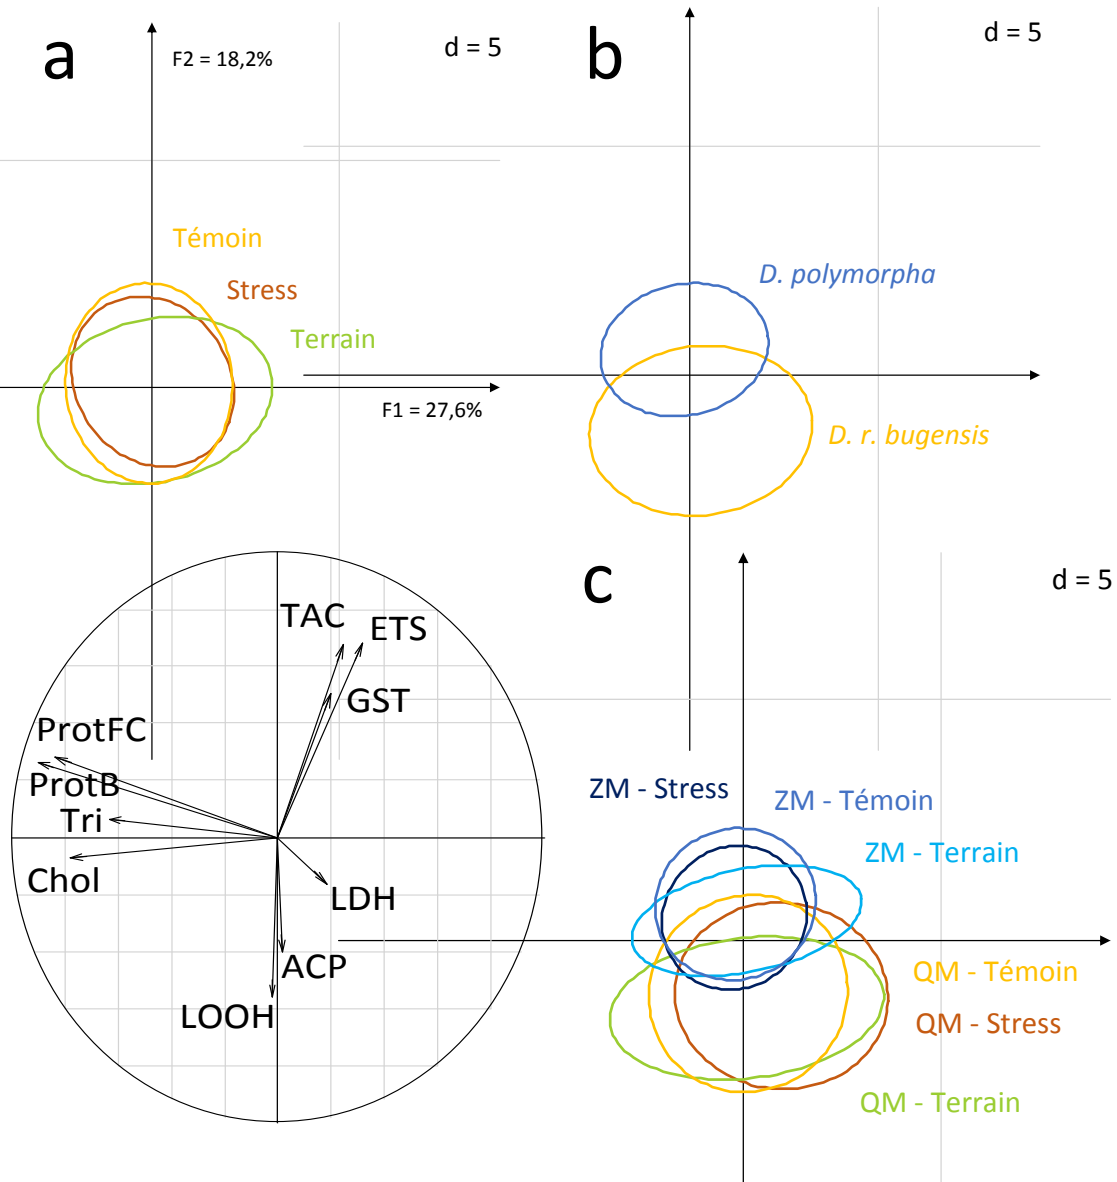 a
F2 = 18,2%
d = 5
Témoin
Stress
Terrain
F1 = 27,6%
b
d = 5
D. polymorpha
D. r. bugensis
TAC
ETS
GST
ProtFC
ProtB
Tri
Chol
LDH
ACP
LOOH
c
d = 5
ZM - Stress
ZM - Témoin
ZM - Terrain
QM - Témoin
QM - Stress
QM - Terrain